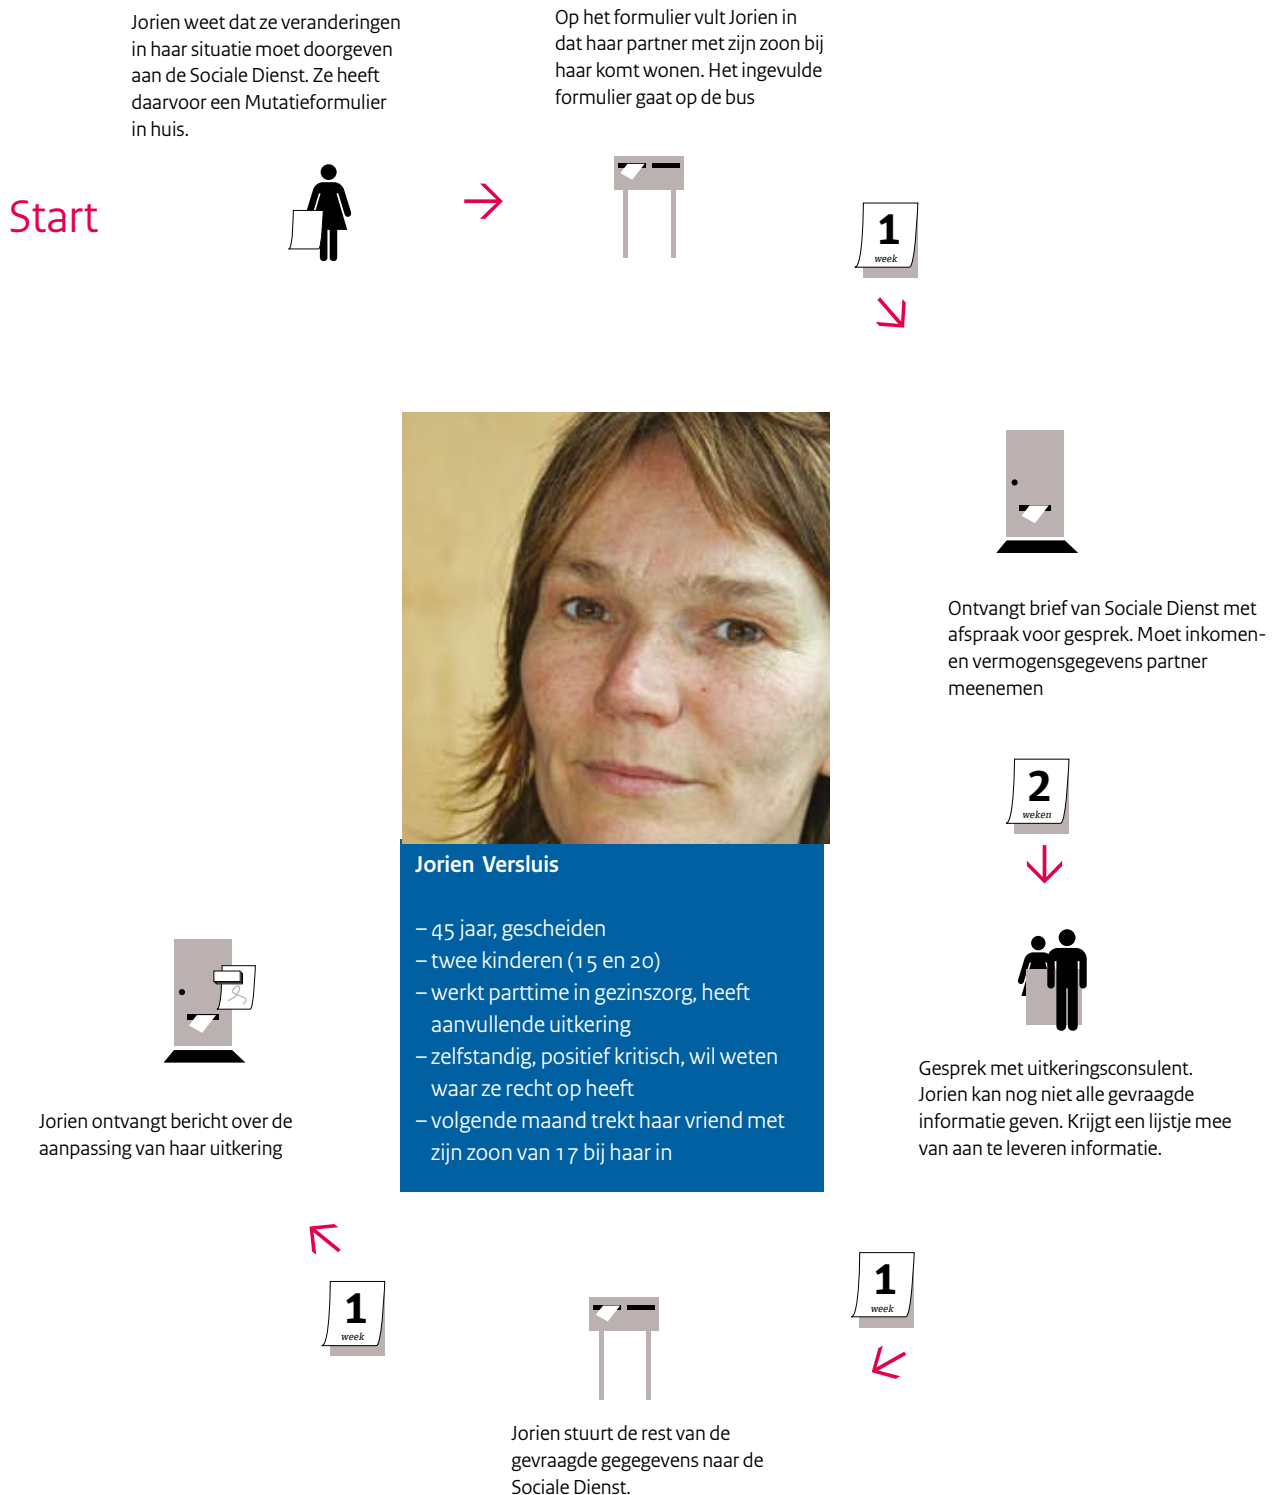 Jorien weet dat ze veranderingen
in haar situatie moet doorgeven
aan de Sociale Dienst. Ze heeft
daarvoor een Mutatieformulier
in huis.
Op het formulier vult Jorien in
dat haar partner met zijn zoon bij
haar komt wonen. Het ingevulde
formulier gaat op de bus
Start
1
week
Ontvangt brief van Sociale Dienst met
afspraak voor gesprek. Moet inkomen-
en vermogensgegevens partner
meenemen
2
weken
Gesprek met uitkeringsconsulent.
Jorien kan nog niet alle gevraagde
informatie geven. Krijgt een lijstje mee
van aan te leveren informatie.
1
week
Jorien stuurt de rest van de
gevraagde gegegevens naar de
Sociale Dienst.
1
week
Jorien ontvangt bericht over de
aanpassing van haar uitkering
Jorien Versluis
– 45 jaar, gescheiden
– twee kinderen (15 en 20)
– werkt parttime in gezinszorg, heeft
aanvullende uitkering
– zelfstandig, positief kritisch, wil weten
waar ze recht op heeft
– volgende maand trekt haar vriend met
zijn zoon van 17 bij haar in